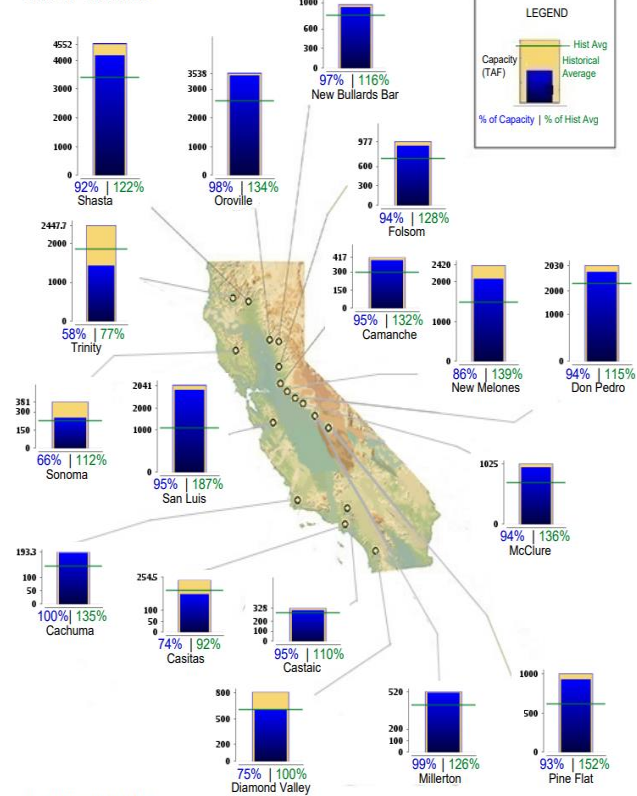 LEGEND
Capacity
(TAF)
Hist Avg
Historical
Average
% of Capacity | % of Hist Avg
1000
600
300
0
97% | 116%
New Bullards Bar
4552
4000
3000
2000
1000
0
92% | 122%
Shasta
3538
3000
2000
1000
0
98% | 134%
Oroville
977
600
300
0
94% | 128%
Folsom
2447.7
2000
1000
0
58% | 77%
Trinity
417
300
150
0
95% | 132%
Camanche
2420
2000
1000
0
86% | 139%
New Melones
2030
2000
1000
0
94% | 115%
Don Pedro
381
300
150
0
66% | 112%
Sonoma
2041
2000
1000
0
95% | 187%
San Luis
1025
0
94% | 136%
McClure
193.3
100
50
0
100% | 135%
Cachuma
254.5
100
50
0
74% | 92%
Casitas
328
200
100
0
95% | 110%
Castaic
800
500
200
0
75% | 100%
Diamond Valley
520
200
100
0
99% | 126%
Millerton
1000
500
0
93% | 152%
Pine Flat